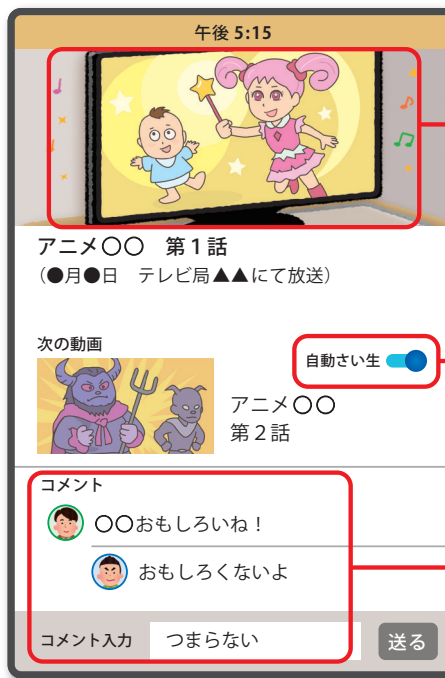 午後 5:15
アニメ〇〇　第1話
（●月●日　テレビ局▲▲にて放送）
次の動画
自動さい生
アニメ〇〇
第2話
コメント
〇〇おもしろいね！
おもしろくないよ
コメント入力　つまらない　送る